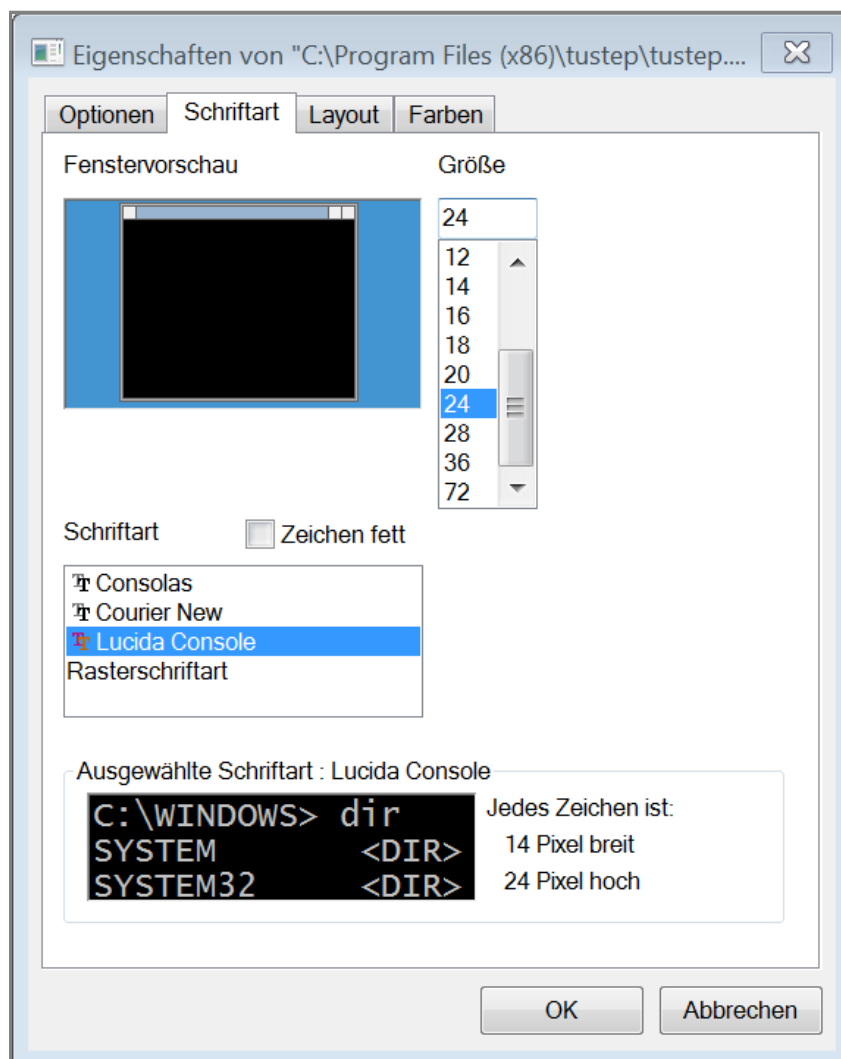 Eigenschaften von "C:\Program Files (x86)\tustep\tustep....
Optionen Schriftart Layout Farben
Fenstervorschau
Größe
24
12
14
16
18
20
24
28
36
72
Schriftart
Zeichen fett
Consolas
Courier New
Lucida Console
Rasterschriftart
Ausgewählte Schriftart : Lucida Console
C:\WINDOWS> dir
SYSTEM <DIR>
SYSTEM32 <DIR>
Jedes Zeichen ist:
14 Pixel breit
24 Pixel hoch
OK Abbrechen